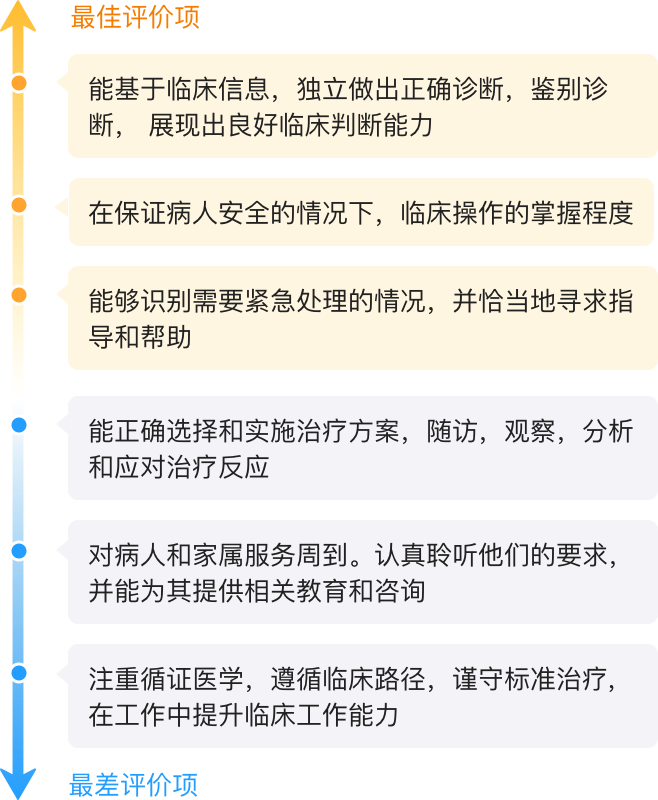 最佳评价项
能基于临床信息，独立做出正确诊断，鉴别诊
断， 展现出良好临床判断能力
在保证病人安全的情况下，临床操作的掌握程度
能够识别需要紧急处理的情况，并恰当地寻求指
导和帮助
能正确选择和实施治疗方案，随访，观察，分析
和应对治疗反应
对病人和家属服务周到。认真聆听他们的要求，
并能为其提供相关教育和咨询
注重循证医学，遵循临床路径，谨守标准治疗，
在工作中提升临床工作能力
最差评价项